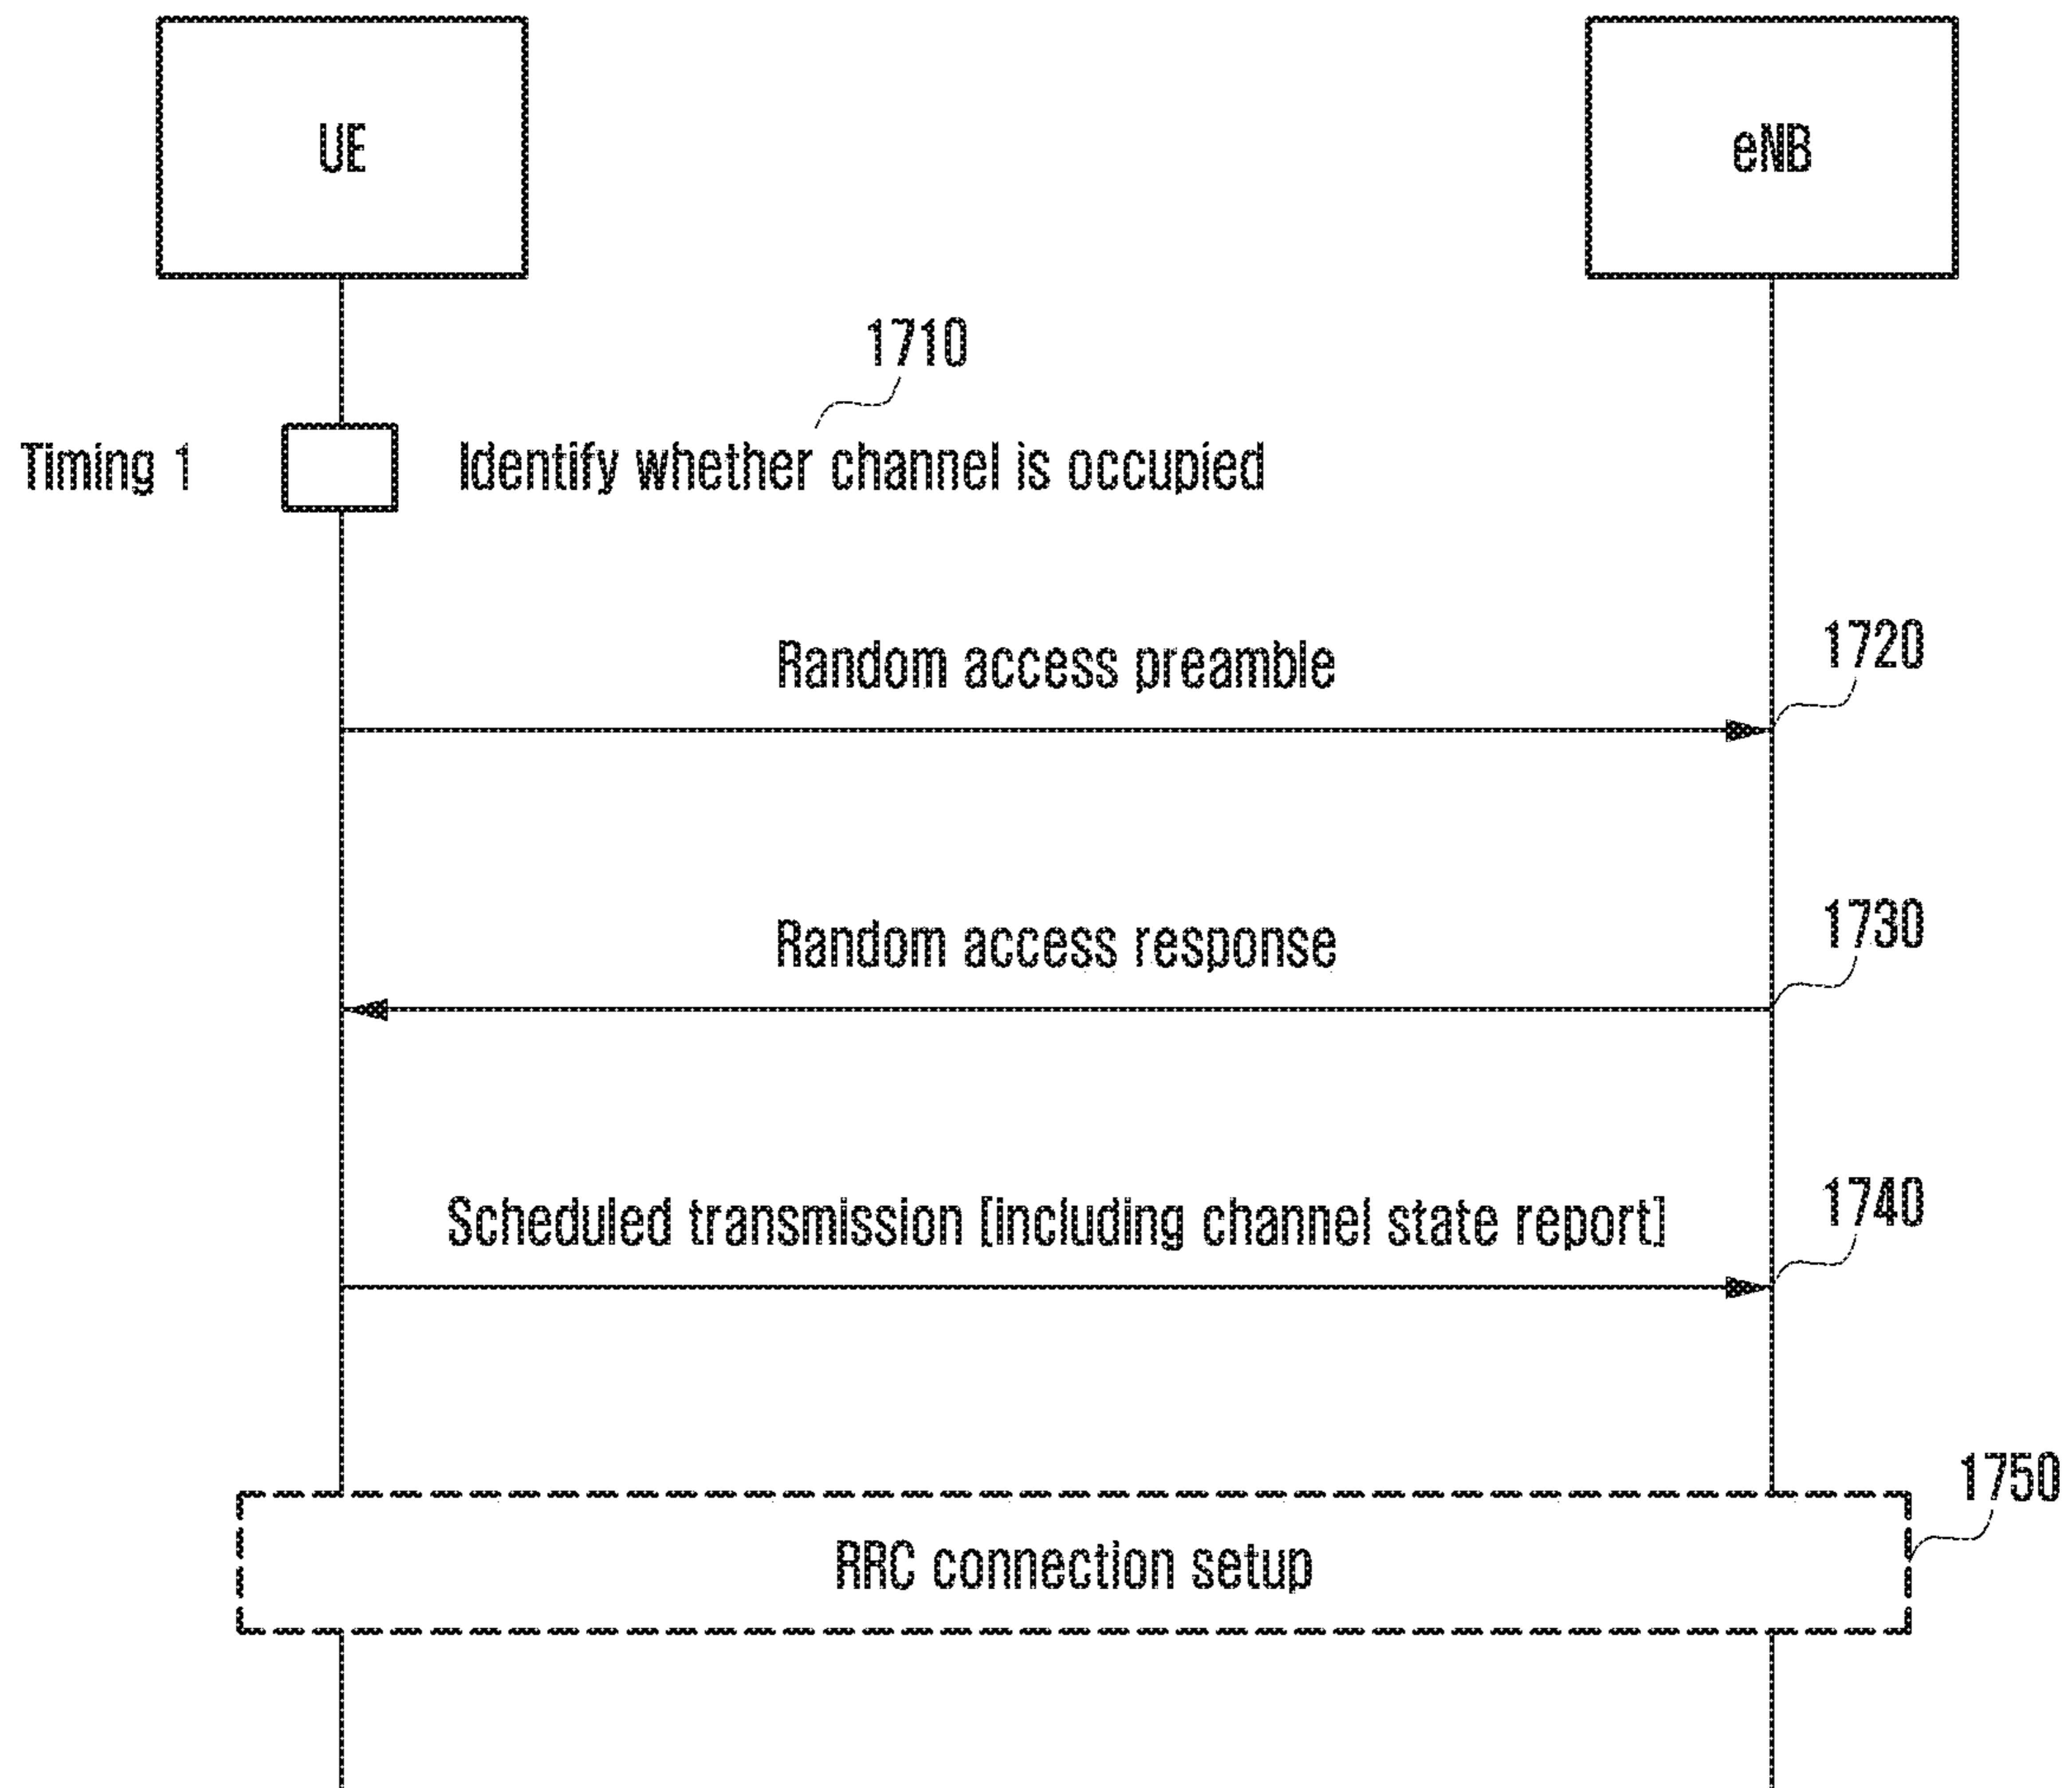 UE
eNB
1710
Timing 1
Identify whether channel is occupied
1720
Random access preamble
1730
Random access response
1740
Scheduled transmission [including channel state report]
1750
RRC connection setup